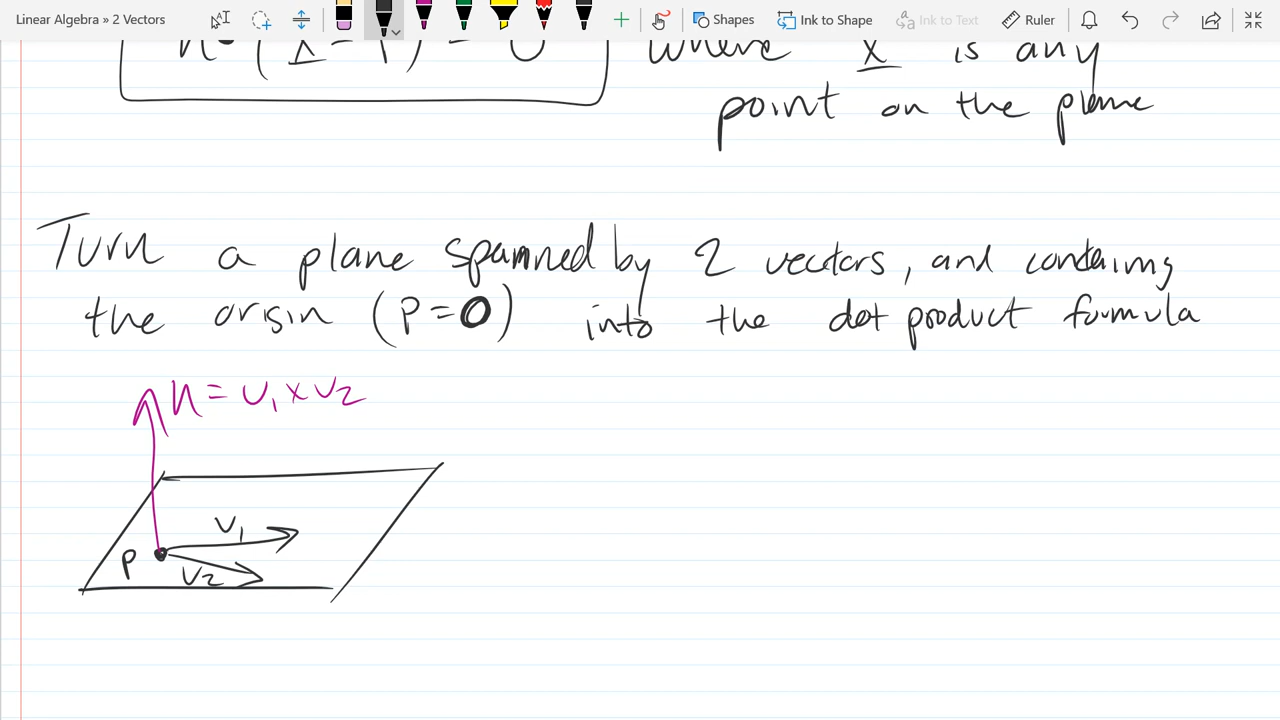 Linear Algebra » 2 Vectors
Shapes
Ink to Shape
Ink to Text
Ruler
n • (x - p) = 0 where x is any
point on the plane
Turn a plane spanned by 2 vectors, and containing
the origin (p=0) into the dot product formula
n = v1 x v2
v1
p
v2